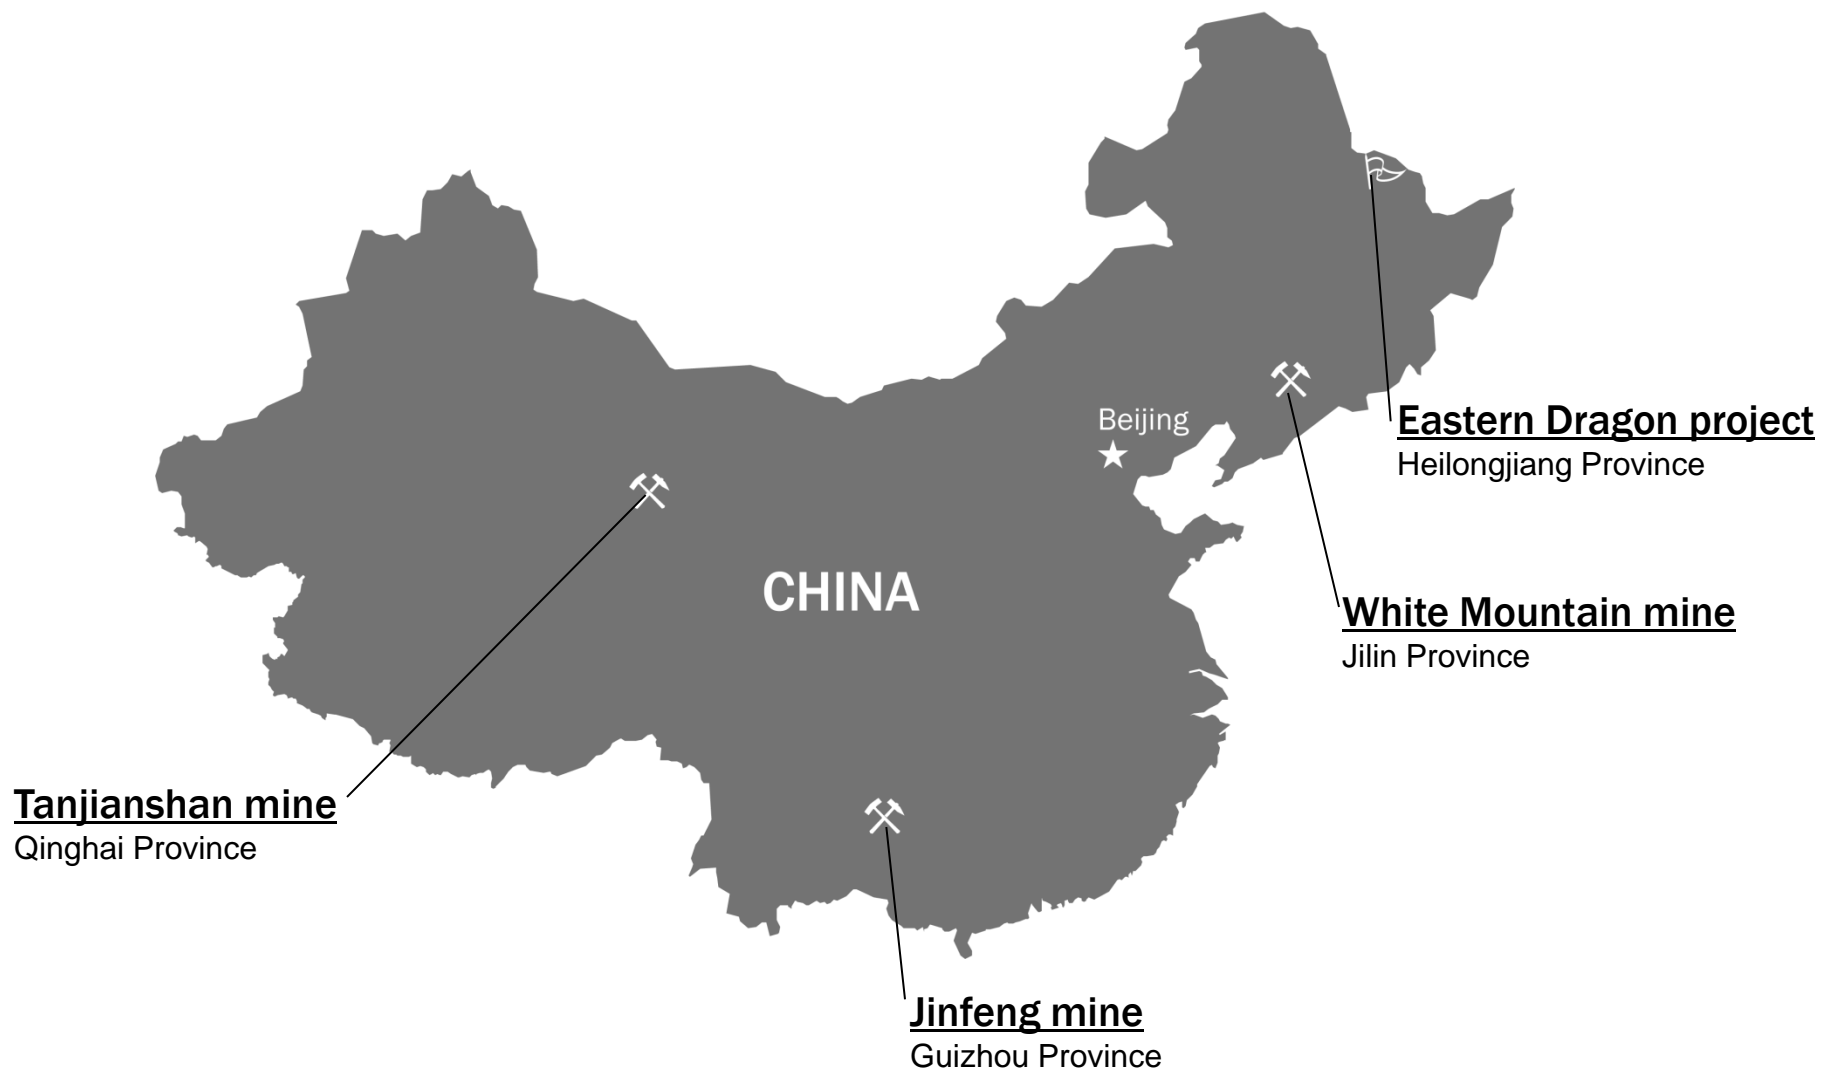 Beijing
Eastern Dragon project
Heilongjiang Province
CHINA
White Mountain mine
Jilin Province
Tanjianshan mine
Qinghai Province
Jinfeng mine
Guizhou Province